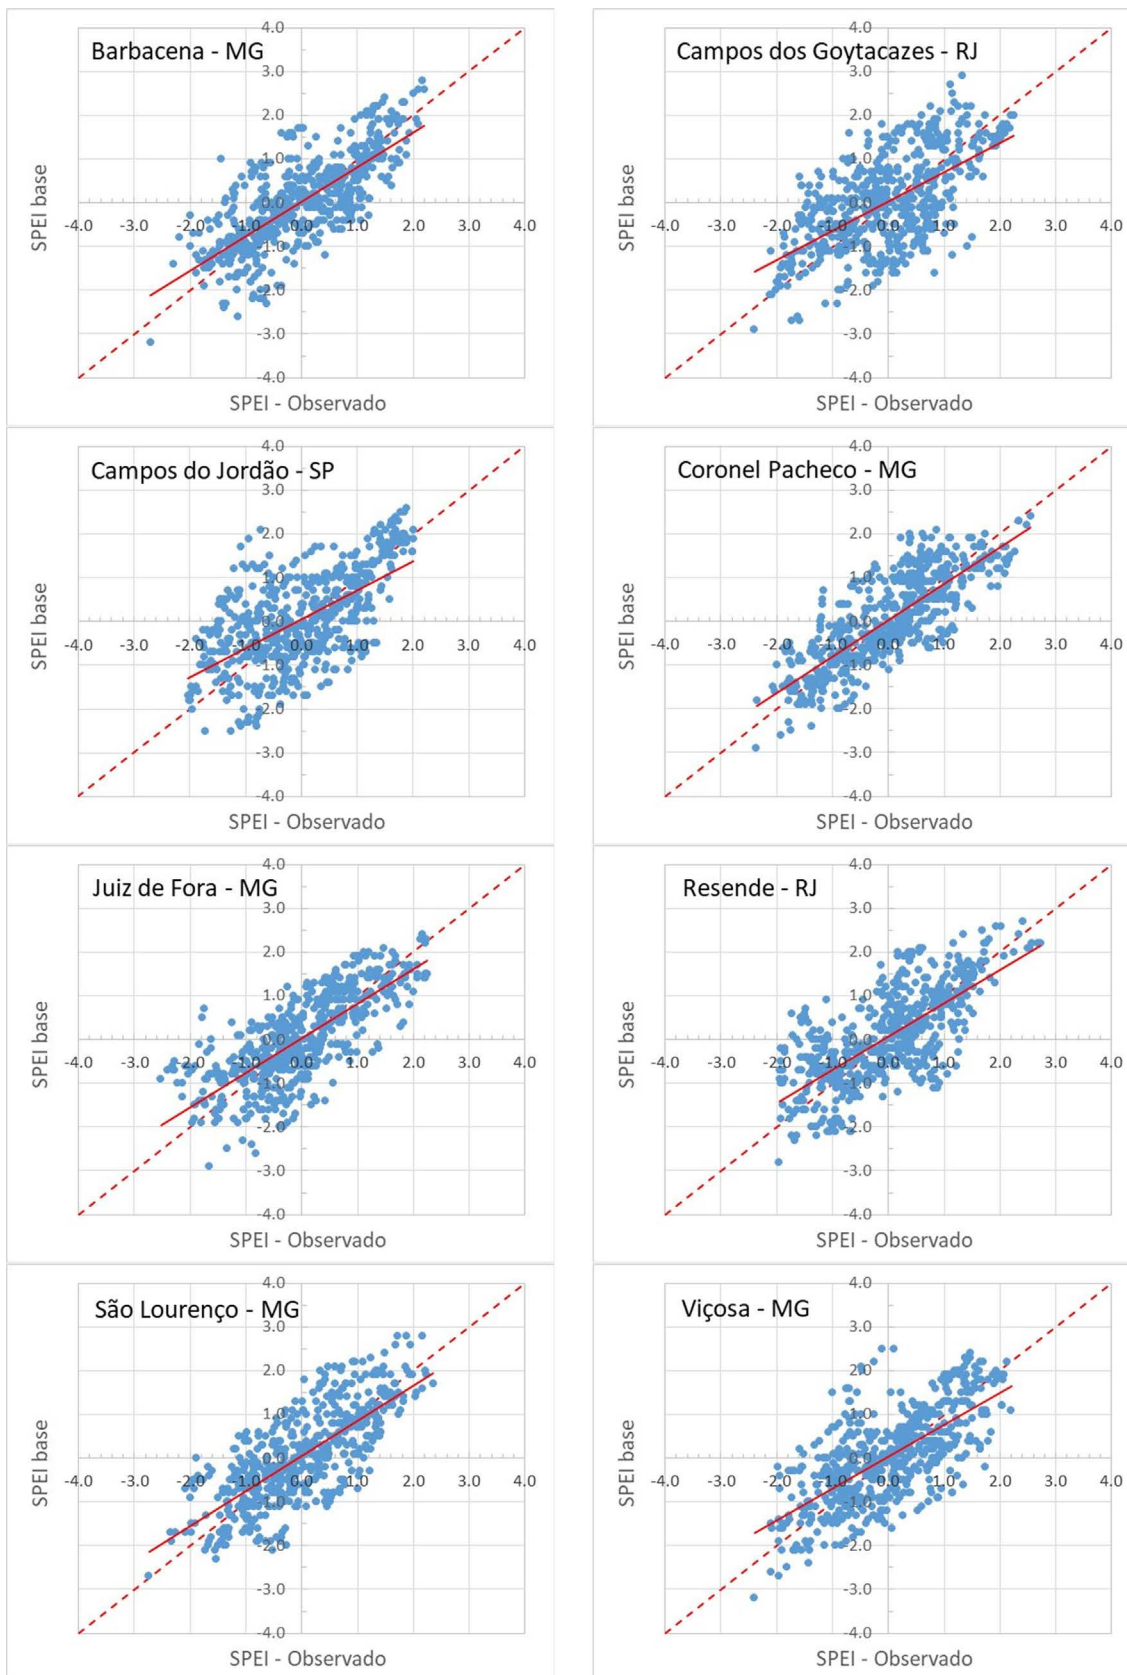 4.0
Barbacena - MG
3.0
2.0
1.0
0.0
-4.0 -3.0 -2.0 -1.0 0.0 1.0 2.0 3.0 4.0
-1.0
-2.0
-3.0
-4.0
SPEI base
SPEI - Observado
4.0
Campos dos Goytacazes - RJ
3.0
2.0
1.0
0.0
-4.0 -3.0 -2.0 -1.0 0.0 1.0 2.0 3.0 4.0
-1.0
-2.0
-3.0
-4.0
SPEI base
SPEI - Observado
4.0
Campos do Jordão - SP
3.0
2.0
1.0
0.0
-4.0 -3.0 -2.0 -1.0 0.0 1.0 2.0 3.0 4.0
-1.0
-2.0
-3.0
-4.0
SPEI base
SPEI - Observado
4.0
Coronel Pacheco - MG
3.0
2.0
1.0
0.0
-4.0 -3.0 -2.0 -1.0 0.0 1.0 2.0 3.0 4.0
-1.0
-2.0
-3.0
-4.0
SPEI base
SPEI - Observado
4.0
Juiz de Fora - MG
3.0
2.0
1.0
0.0
-4.0 -3.0 -2.0 -1.0 0.0 1.0 2.0 3.0 4.0
-1.0
-2.0
-3.0
-4.0
SPEI base
SPEI - Observado
4.0
Resende - RJ
3.0
2.0
1.0
0.0
-4.0 -3.0 -2.0 -1.0 0.0 1.0 2.0 3.0 4.0
-1.0
-2.0
-3.0
-4.0
SPEI base
SPEI - Observado
4.0
São Lourenço - MG
3.0
2.0
1.0
0.0
-4.0 -3.0 -2.0 -1.0 0.0 1.0 2.0 3.0 4.0
-1.0
-2.0
-3.0
-4.0
SPEI base
SPEI - Observado
4.0
Viçosa - MG
3.0
2.0
1.0
0.0
-4.0 -3.0 -2.0 -1.0 0.0 1.0 2.0 3.0 4.0
-1.0
-2.0
-3.0
-4.0
SPEI base
SPEI - Observado